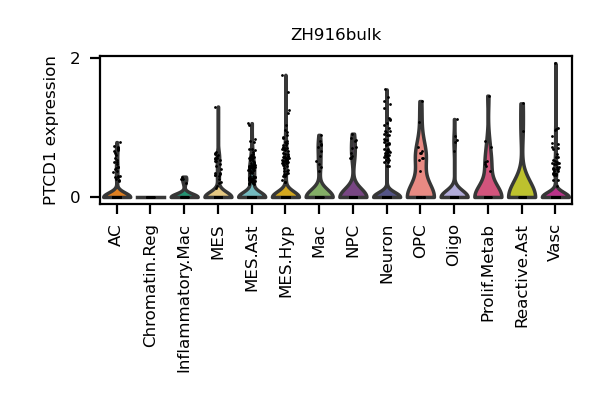 ZH916bulk
PTCD1 expression
2
0
AC
Chromatin.Reg
Inflammatory.Mac
MES
MES.Ast
MES.Hyp
Mac
NPC
Neuron
OPC
Oligo
Prolif.Metab
Reactive.Ast
Vasc